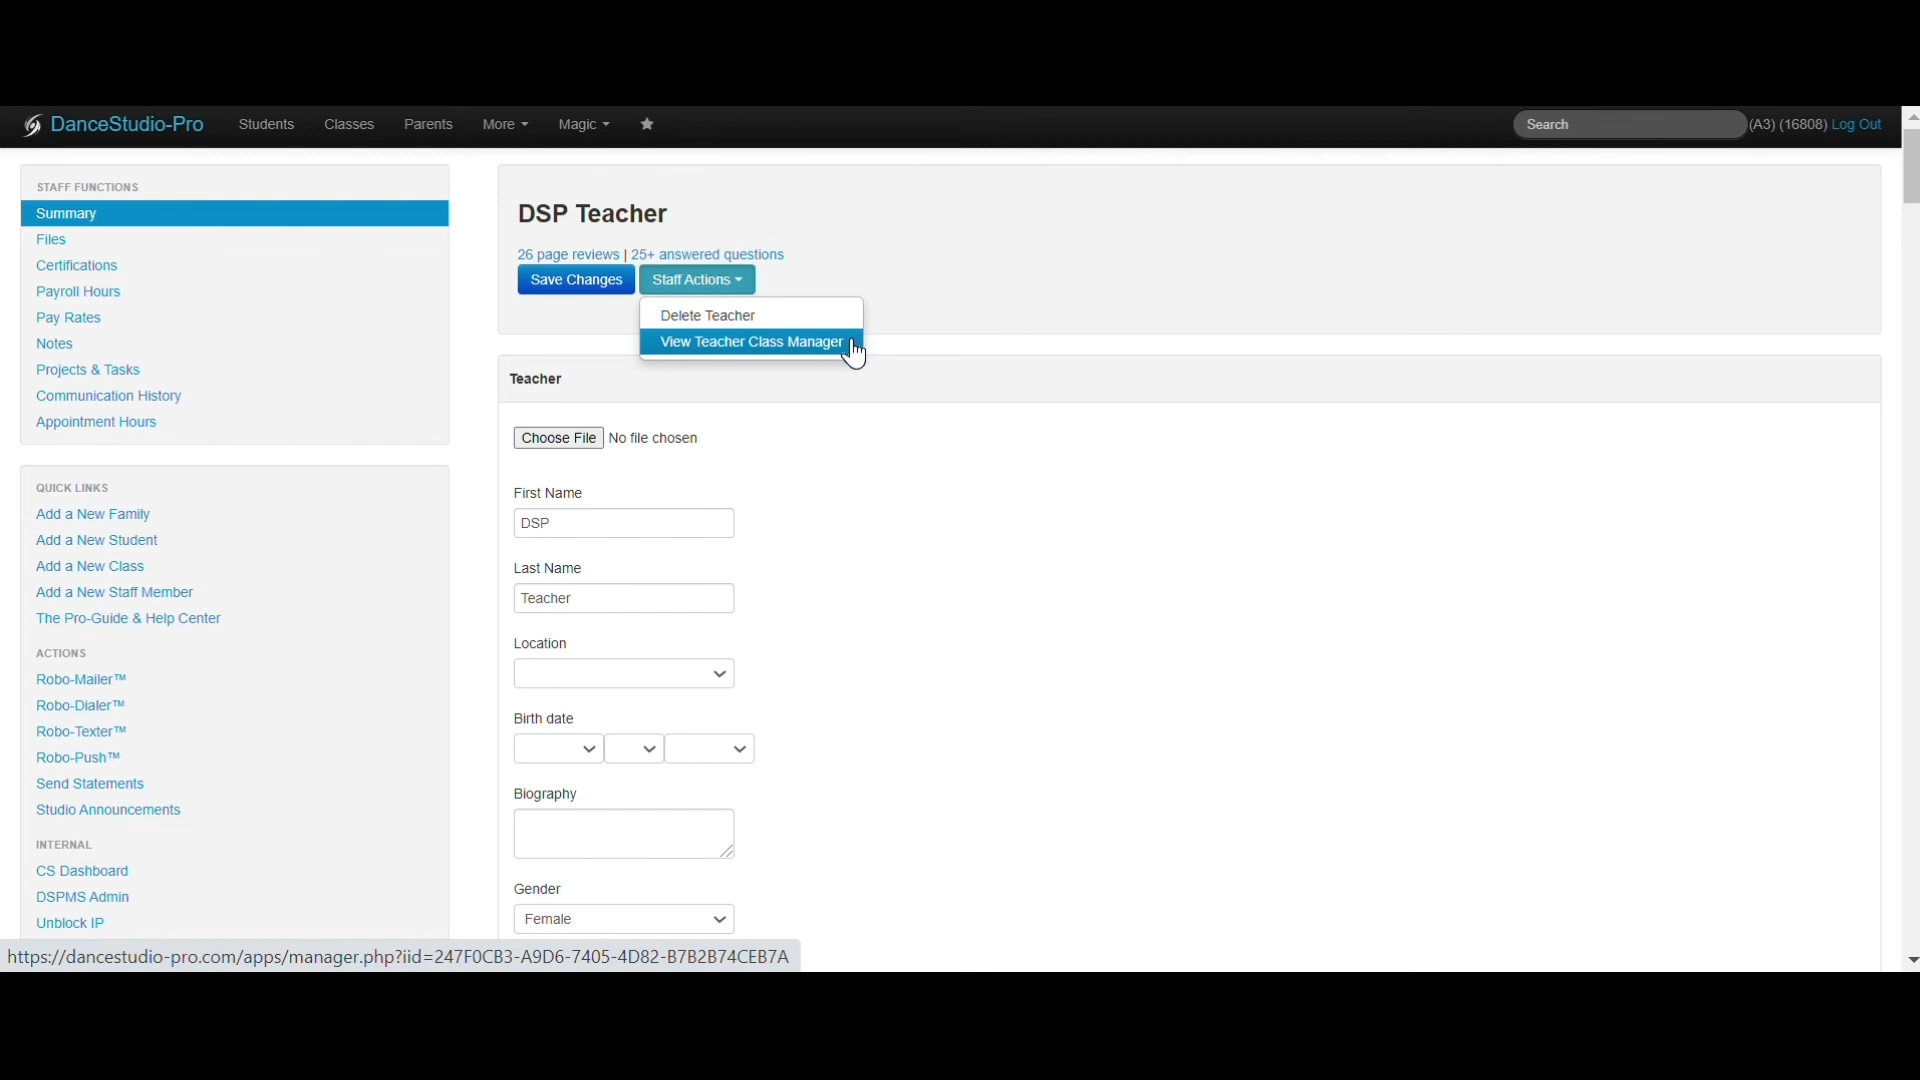 DanceStudio-Pro Students Classes Parents More Magic Search (A3) (16808) Log Out
STAFF FUNCTIONS
Summary
Files
Certifications
Payroll Hours
Pay Rates
Notes
Projects & Tasks
Communication History
Appointment Hours
QUICK LINKS
Add a New Family
Add a New Student
Add a New Class
Add a New Staff Member
The Pro-Guide & Help Center
ACTIONS
Robo-Mailer™
Robo-Dialer™
Robo-Texter™
Robo-Push™
Send Statements
Studio Announcements
INTERNAL
CS Dashboard
DSPMS Admin
Unblock IP
DSP Teacher
26 page reviews | 25+ answered questions
Save Changes Staff Actions
Delete Teacher
View Teacher Class Manager
Teacher
Choose File No file chosen
First Name
DSP
Last Name
Teacher
Location
Birth date
Biography
Gender
Female
https://dancestudio-pro.com/apps/manager.php?iid=247F0CB3-A9D6-7405-4D82-B7B2B74CEB7A